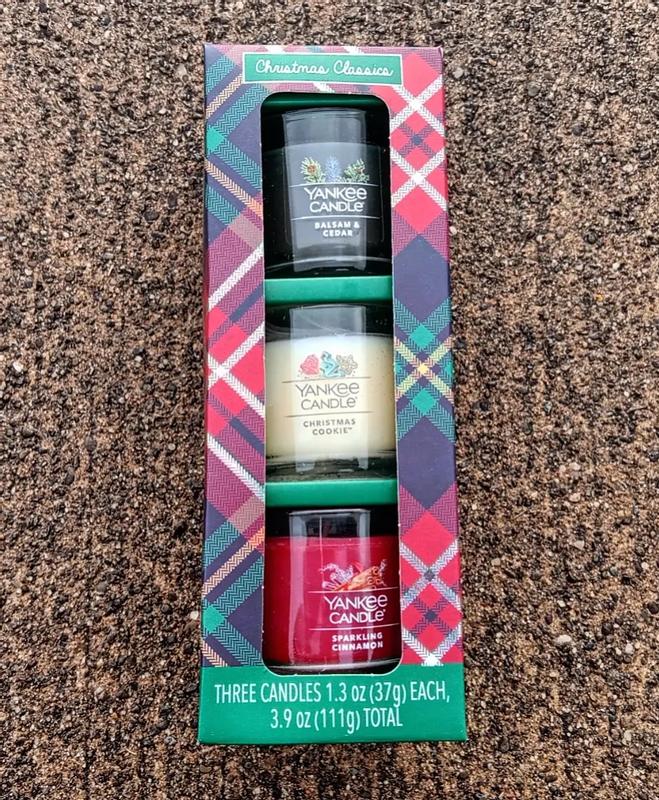 Christmas Classics
YANKEE
CANDLE®
BALSAM &
CEDAR
YANKEE
CANDLE®
CHRISTMAS
COOKIE™
YANKEE
CANDLE®
SPARKLING
CINNAMON
THREE CANDLES 1.3 oz (37g) EACH,
3.9 oz (111g) TOTAL